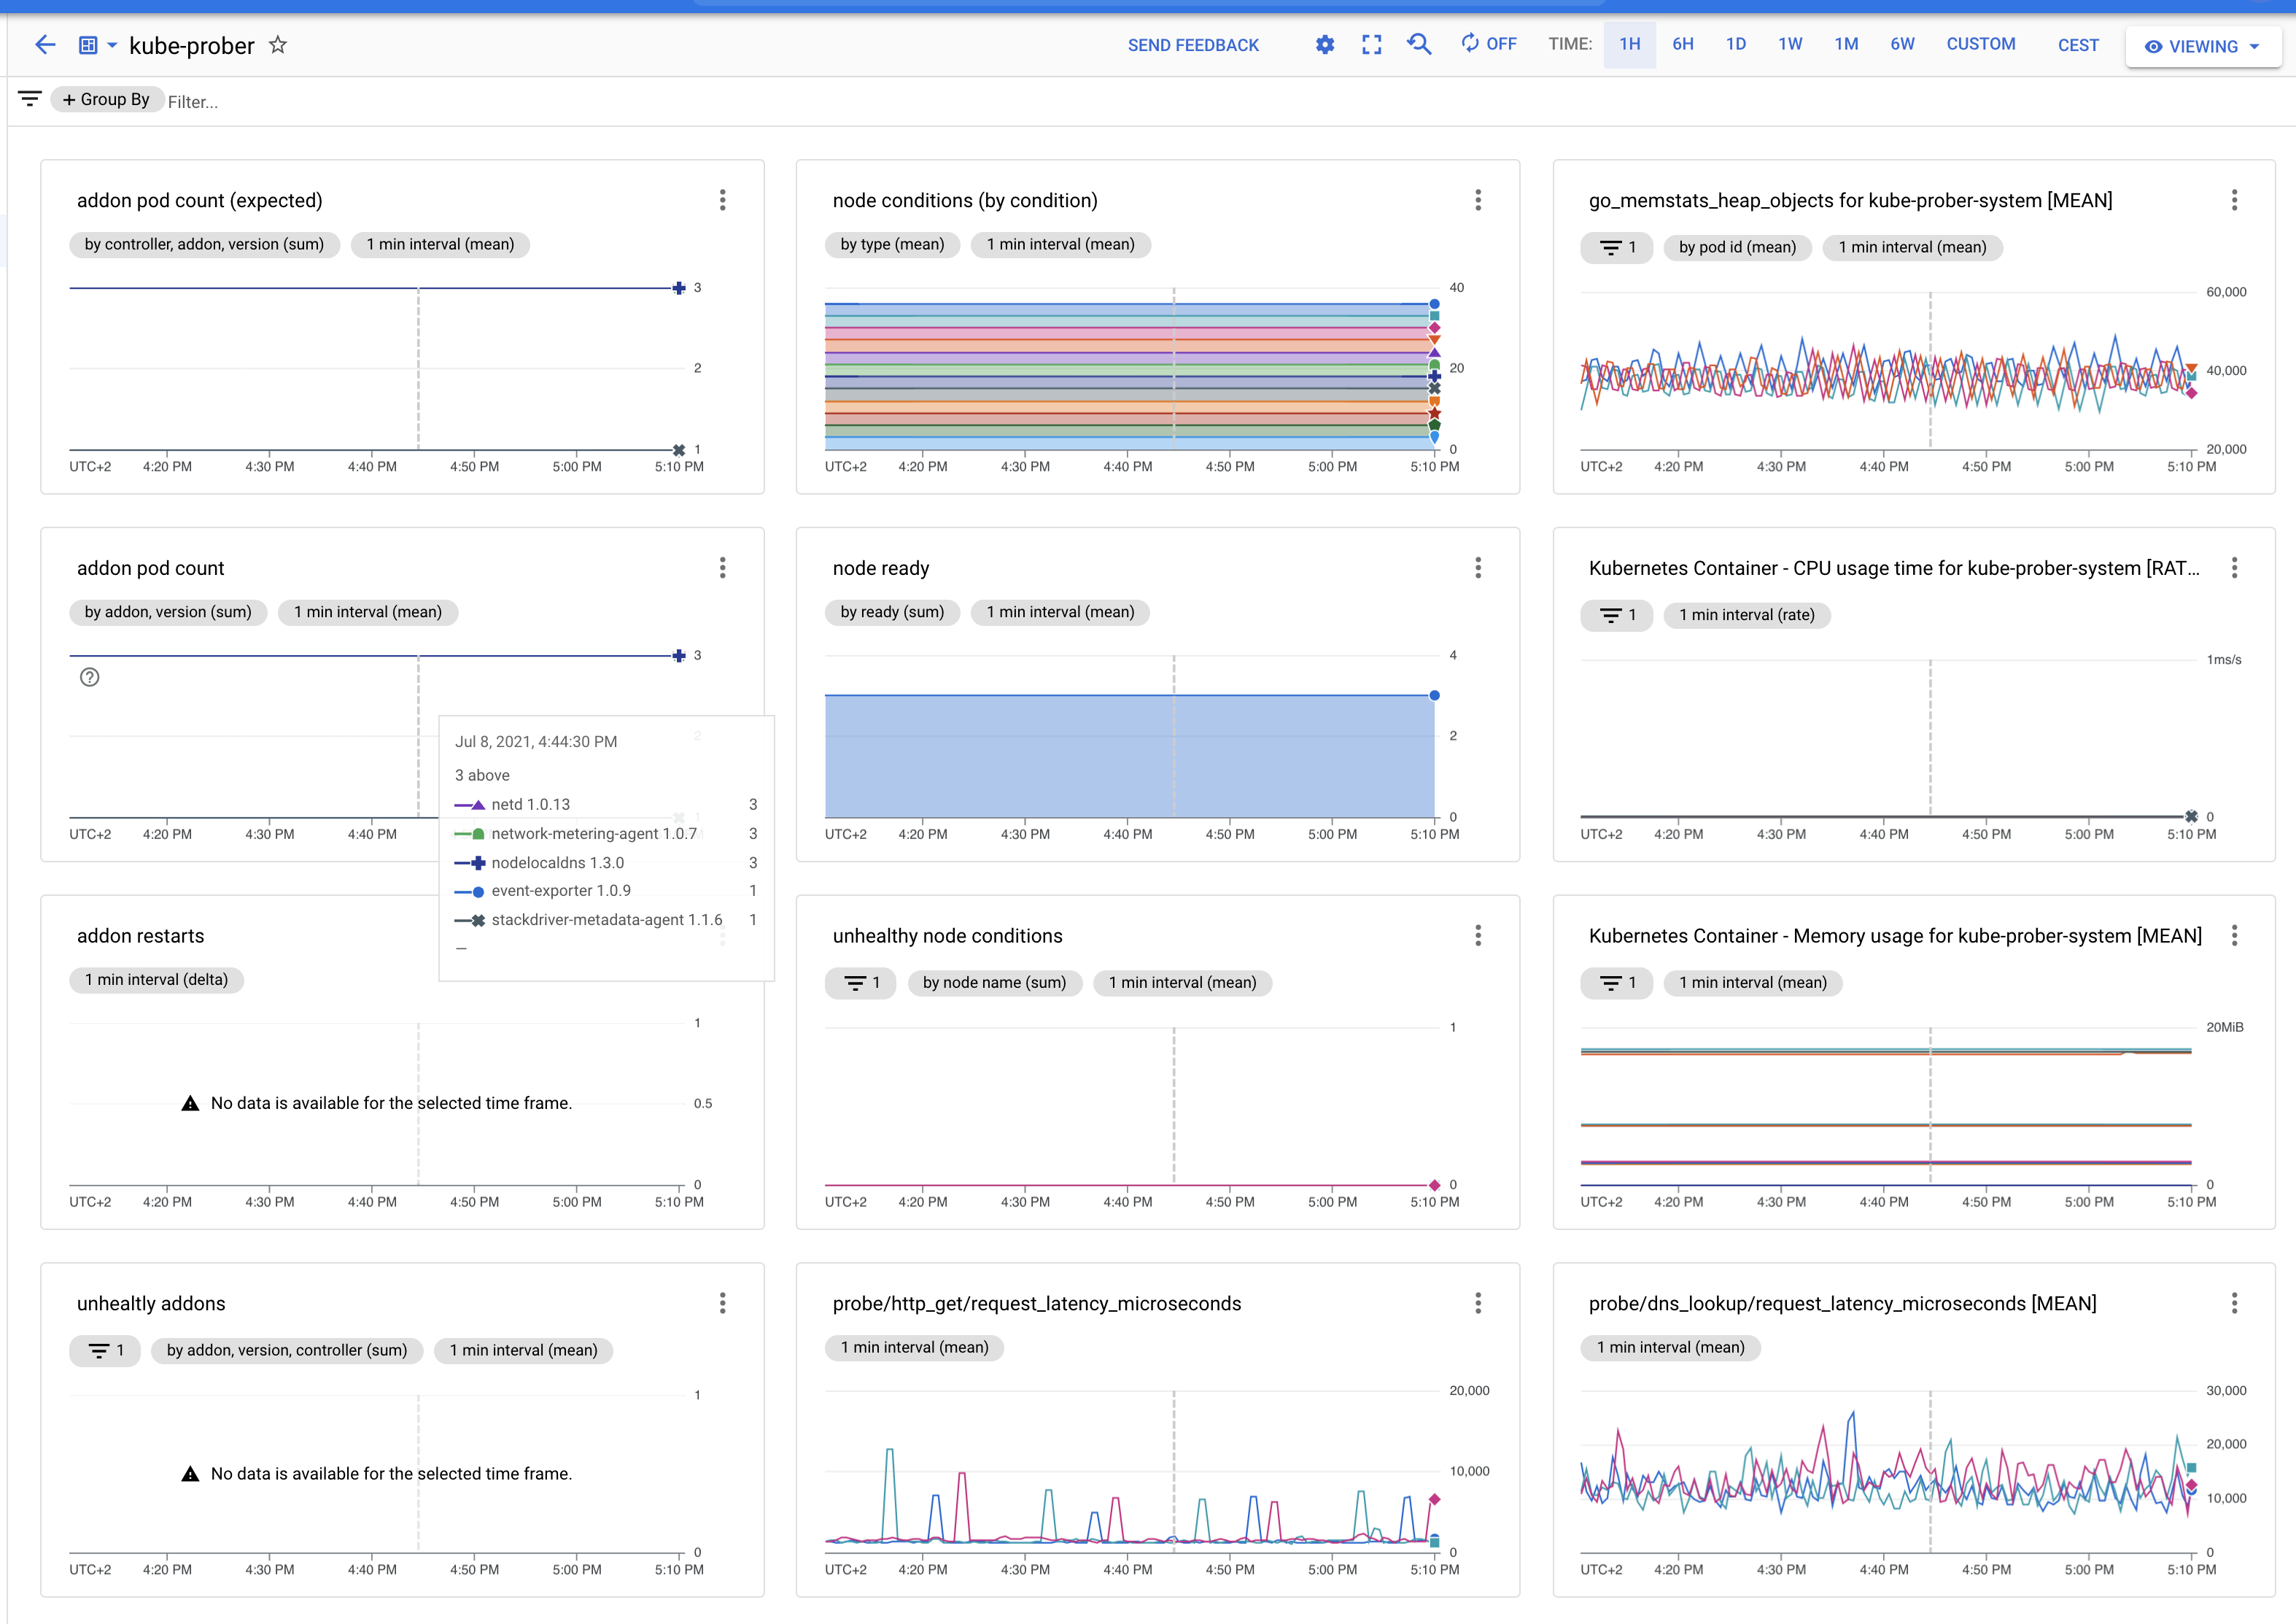 kube-prober
SEND FEEDBACK
OFF
TIME:
1H
6H
1D
1W
1M
6W
CUSTOM
CEST
VIEWING
+ Group By
Filter...
addon pod count (expected)
by controller, addon, version (sum)
1 min interval (mean)
3
2
1
UTC+2 4:20 PM 4:30 PM 4:40 PM 4:50 PM 5:00 PM 5:10 PM
node conditions (by condition)
by type (mean)
1 min interval (mean)
40
20
0
UTC+2 4:20 PM 4:30 PM 4:40 PM 4:50 PM 5:00 PM 5:10 PM
go_memstats_heap_objects for kube-prober-system [MEAN]
1
by pod id (mean)
1 min interval (mean)
60,000
40,000
20,000
UTC+2 4:20 PM 4:30 PM 4:40 PM 4:50 PM 5:00 PM 5:10 PM
addon pod count
by addon, version (sum)
1 min interval (mean)
3
2
1
UTC+2 4:20 PM 4:30 PM 4:40 PM
Jul 8, 2021, 4:44:30 PM
3 above
netd 1.0.13 3
network-metering-agent 1.0.7 3
nodelocaldns 1.3.0 3
event-exporter 1.0.9 1
stackdriver-metadata-agent 1.1.6 1
—
node ready
by ready (sum)
1 min interval (mean)
4
2
0
UTC+2 4:20 PM 4:30 PM 4:40 PM 4:50 PM 5:00 PM 5:10 PM
Kubernetes Container - CPU usage time for kube-prober-system [RAT...
1
1 min interval (rate)
1ms/s
0
UTC+2 4:20 PM 4:30 PM 4:40 PM 4:50 PM 5:00 PM 5:10 PM
addon restarts
1 min interval (delta)
1
0.5
0
No data is available for the selected time frame.
UTC+2 4:20 PM 4:30 PM 4:40 PM 4:50 PM 5:00 PM 5:10 PM
unhealthy node conditions
1
by node name (sum)
1 min interval (mean)
1
0
UTC+2 4:20 PM 4:30 PM 4:40 PM 4:50 PM 5:00 PM 5:10 PM
Kubernetes Container - Memory usage for kube-prober-system [MEAN]
1
1 min interval (mean)
20MiB
0
UTC+2 4:20 PM 4:30 PM 4:40 PM 4:50 PM 5:00 PM 5:10 PM
unhealtly addons
1
by addon, version, controller (sum)
1 min interval (mean)
1
No data is available for the selected time frame.
0
UTC+2 4:20 PM 4:30 PM 4:40 PM 4:50 PM 5:00 PM 5:10 PM
probe/http_get/request_latency_microseconds
1 min interval (mean)
20,000
10,000
0
UTC+2 4:20 PM 4:30 PM 4:40 PM 4:50 PM 5:00 PM 5:10 PM
probe/dns_lookup/request_latency_microseconds [MEAN]
1 min interval (mean)
30,000
20,000
10,000
0
UTC+2 4:20 PM 4:30 PM 4:40 PM 4:50 PM 5:00 PM 5:10 PM